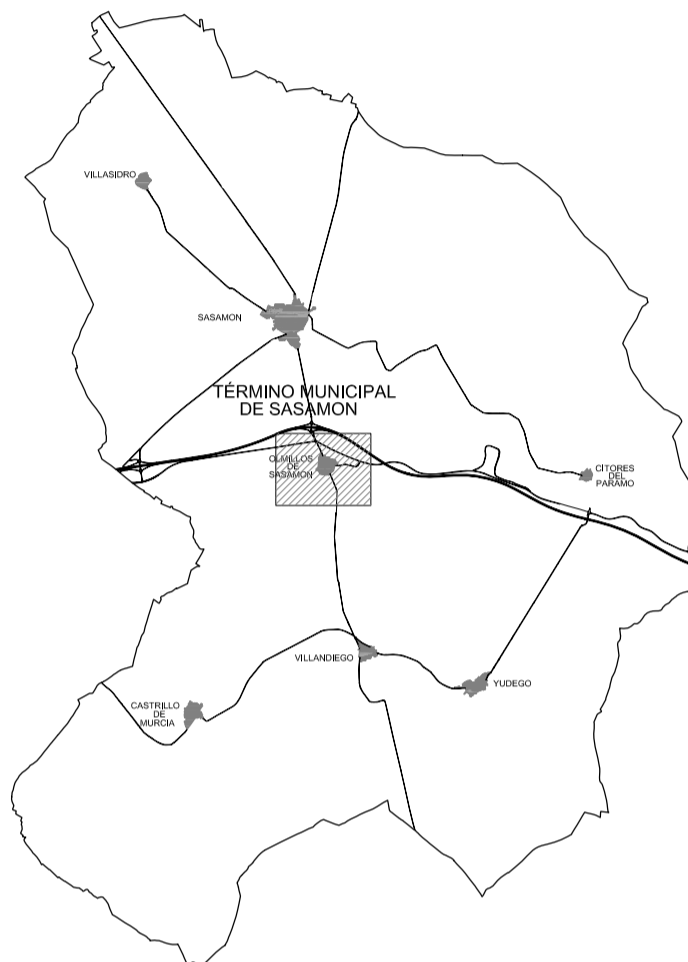 VILLASIDRO
SASAMON
TÉRMINO MUNICIPAL
DE SASAMON
OLMILLOS
DE
SASAMON
CITORES
DEL
PARAMO
VILLANDIEGO
YUDEGO
CASTRILLO
DE
MURCIA